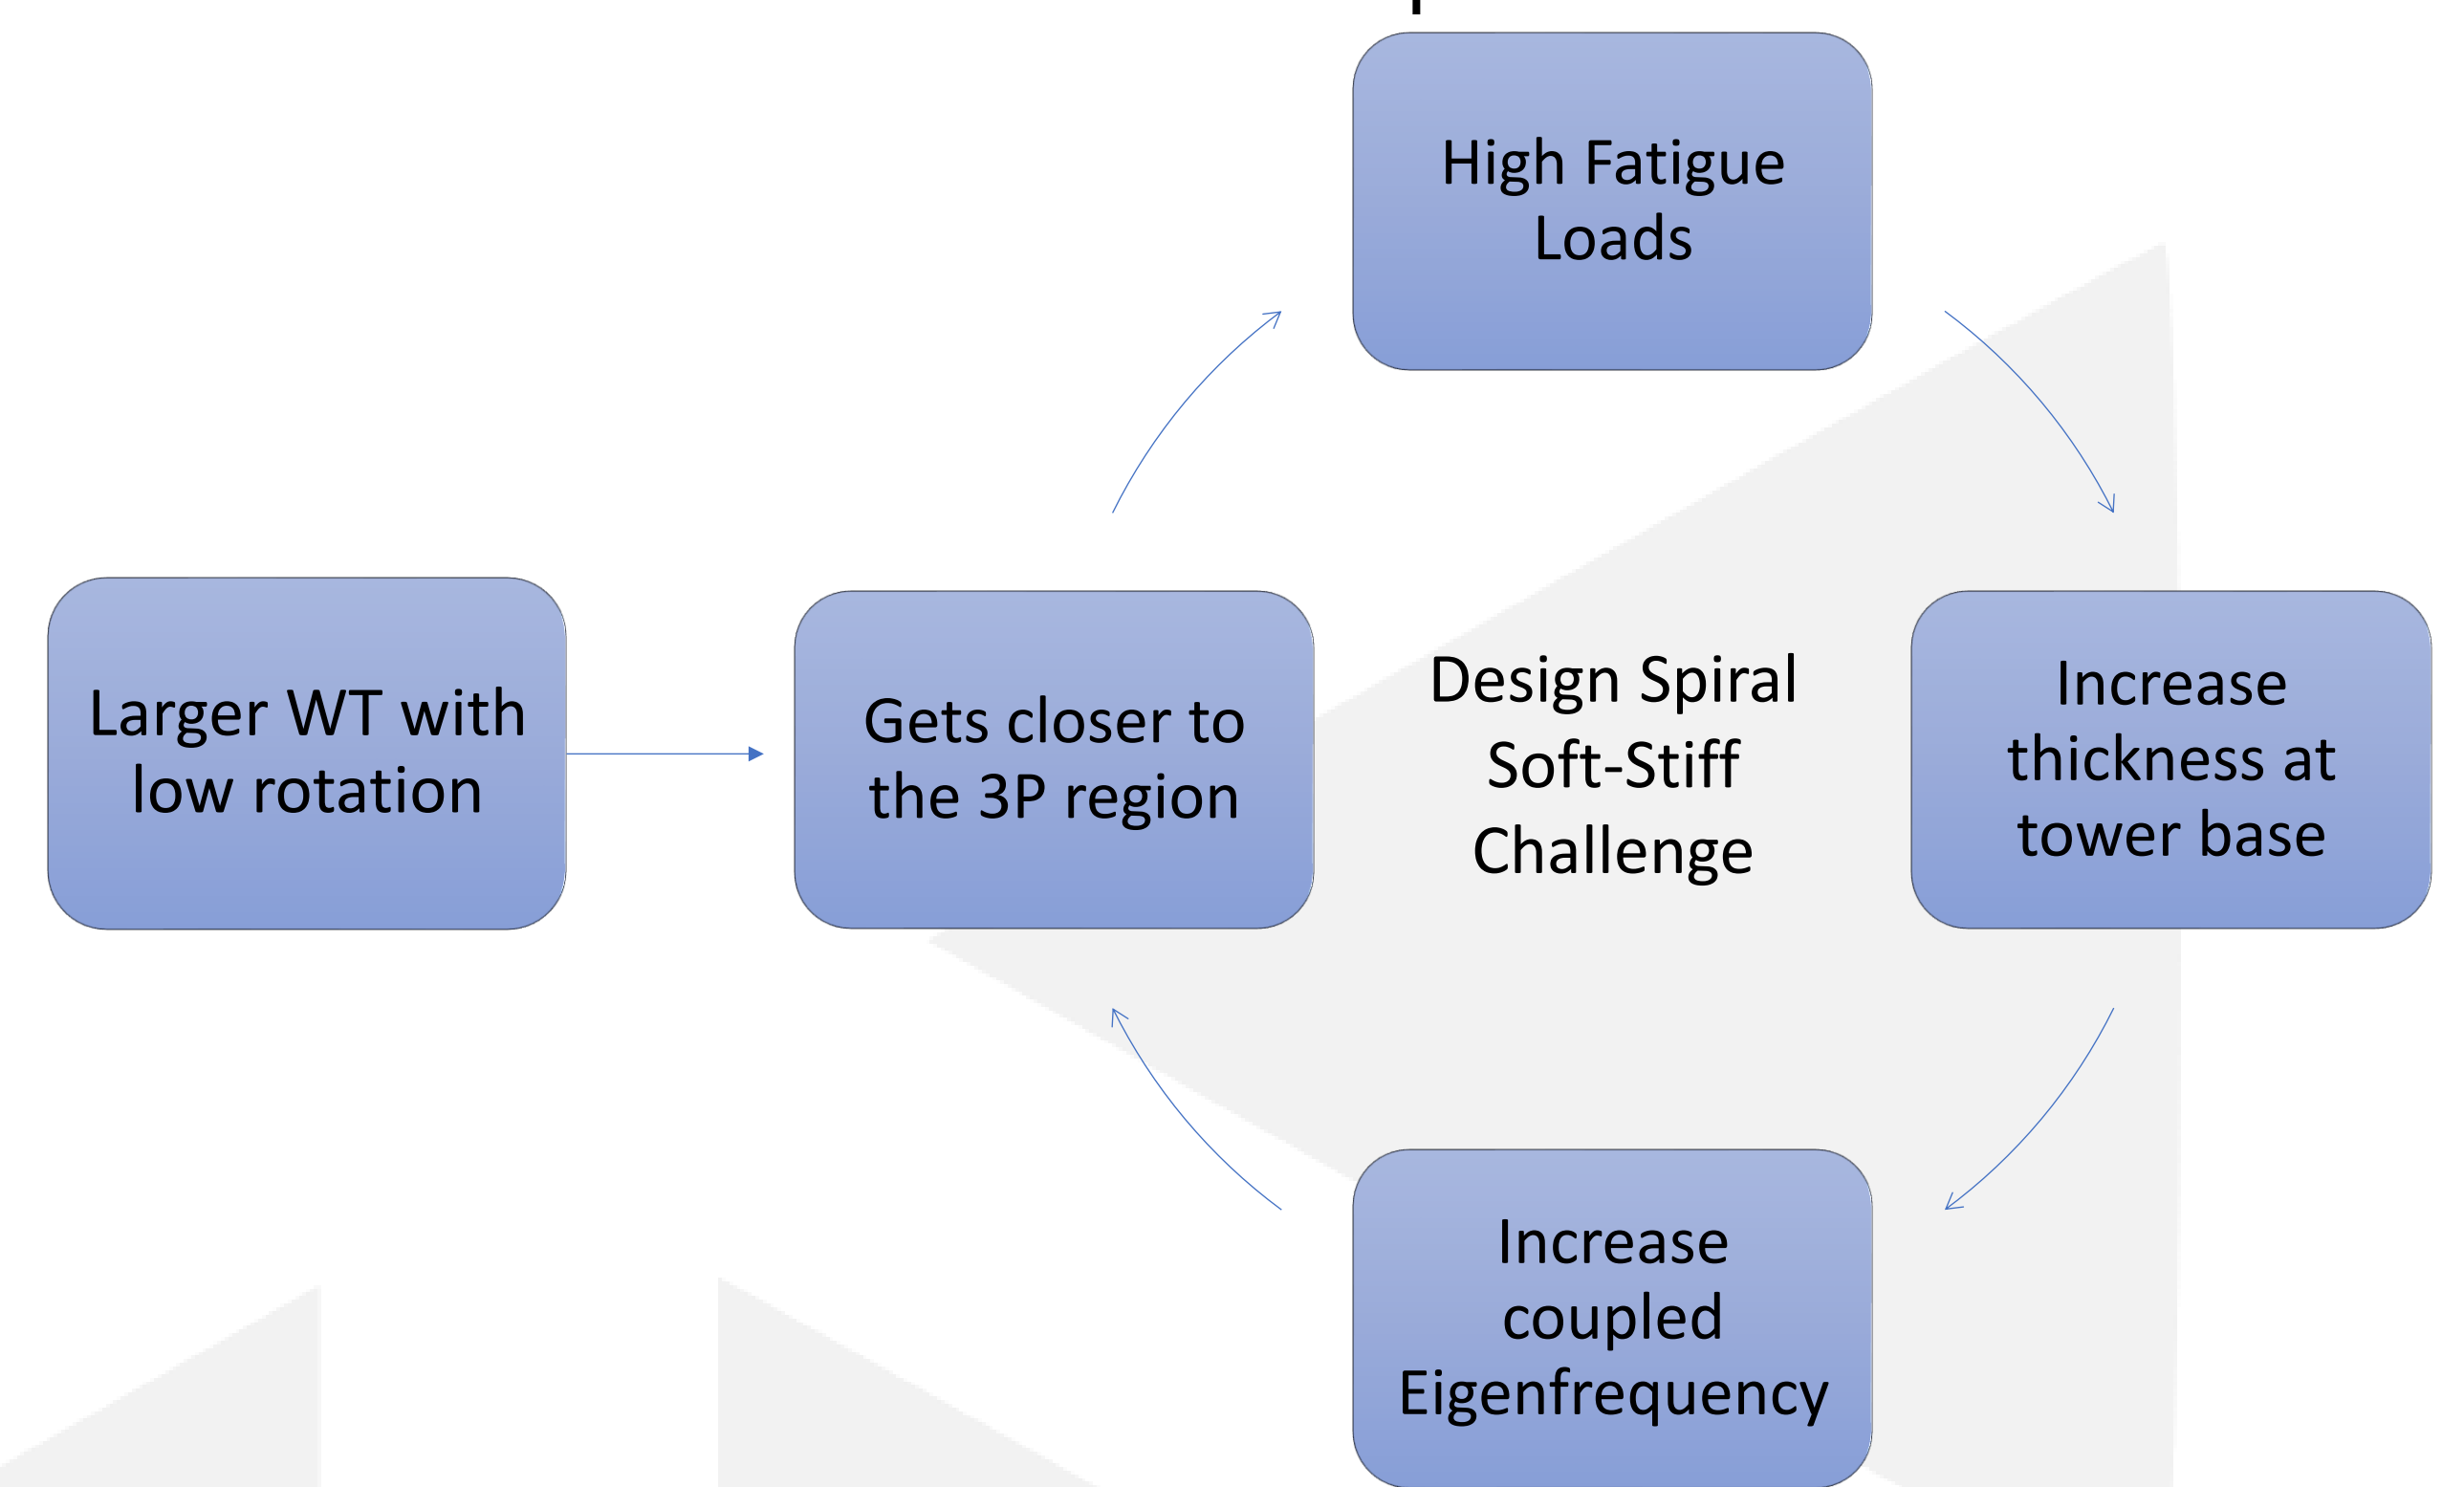 High Fatigue
Loads
Larger WT with
low rotation
Gets closer to
the 3P region
Design Spiral
Soft-Stiff
Challenge
Increase
thickness at
tower base
Increase
coupled
Eigenfrequency